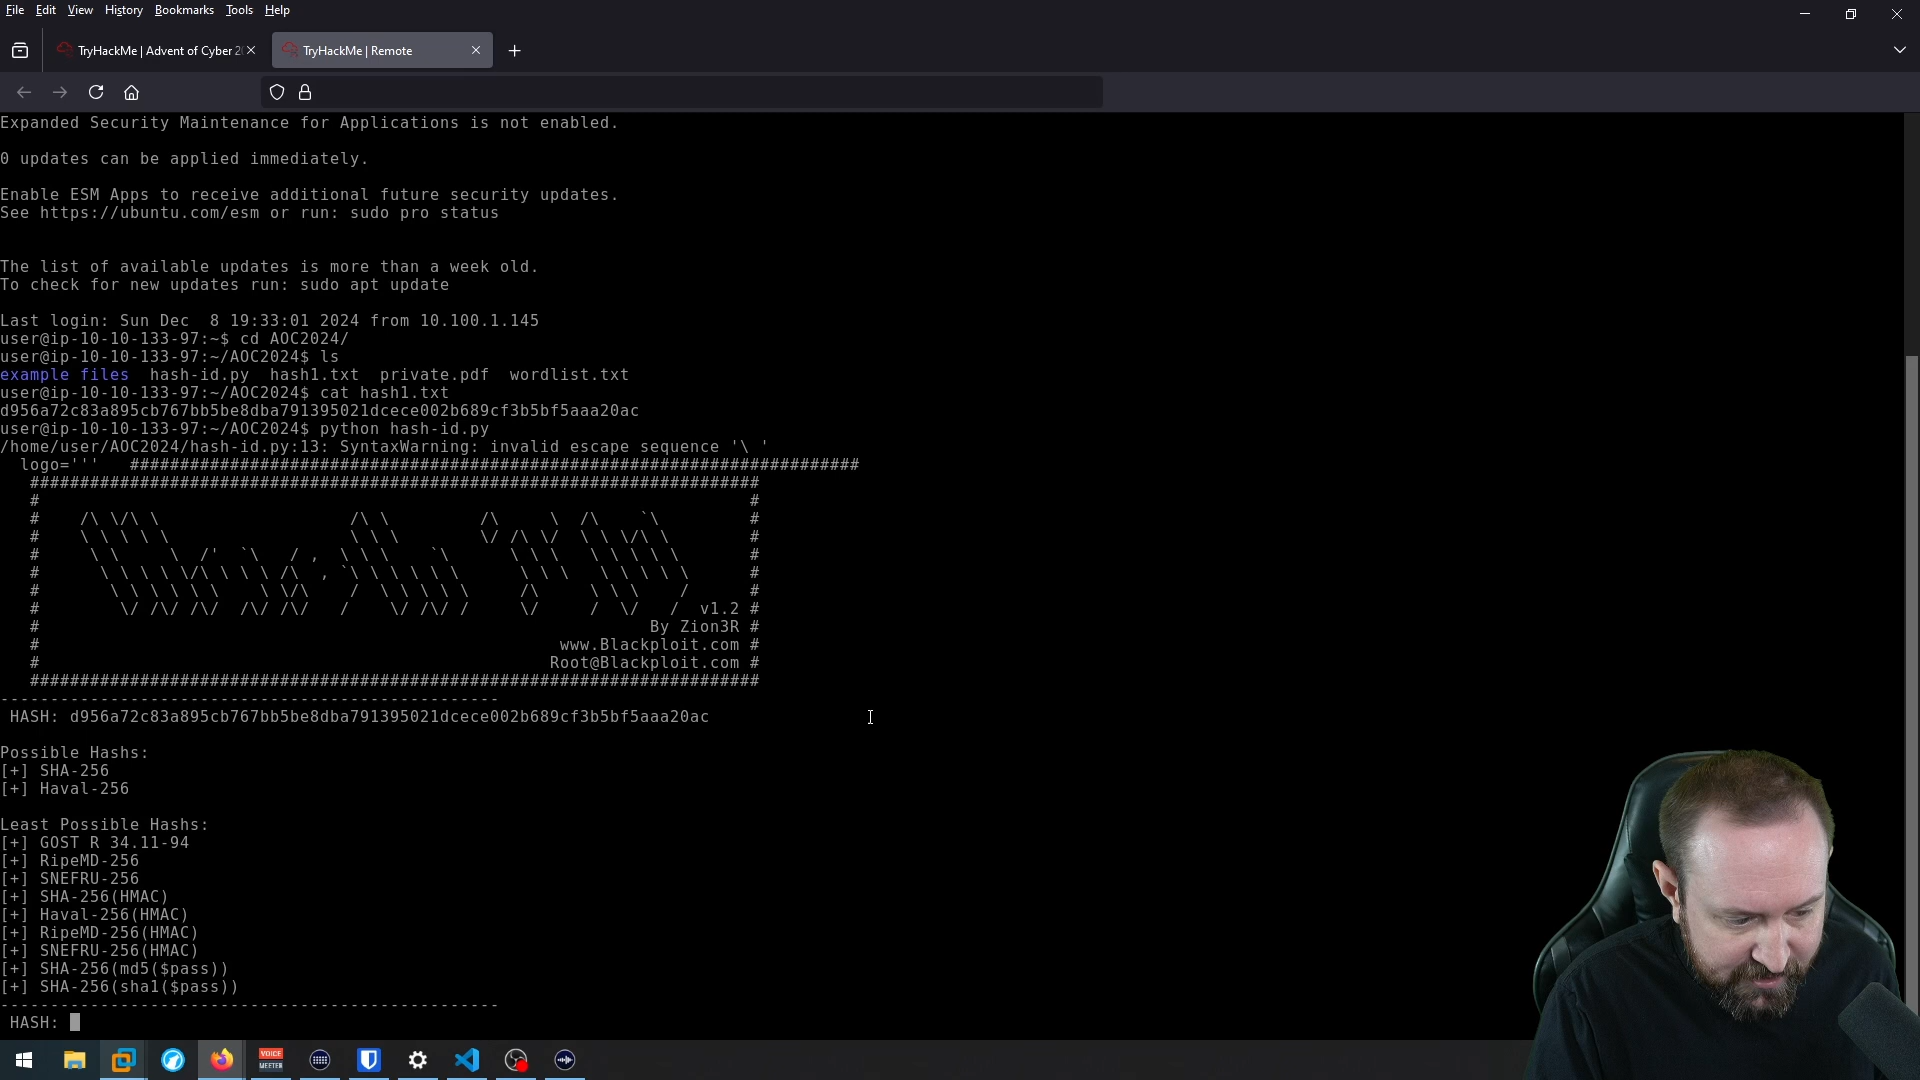 File Edit View History Bookmarks Tools Help
TryHackMe | Advent of Cyber 2
TryHackMe | Remote
Expanded Security Maintenance for Applications is not enabled.
0 updates can be applied immediately.
Enable ESM Apps to receive additional future security updates.
See https://ubuntu.com/esm or run: sudo pro status
The list of available updates is more than a week old.
To check for new updates run: sudo apt update
Last login: Sun Dec  8 19:33:01 2024 from 10.100.1.145
user@ip-10-10-133-97:~$ cd AOC2024/
user@ip-10-10-133-97:~/AOC2024$ ls
example files  hash-id.py  hash1.txt  private.pdf  wordlist.txt
user@ip-10-10-133-97:~/AOC2024$ cat hash1.txt
d956a72c83a895cb767bb5be8dba791395021dcece002b689cf3b5bf5aaa20ac
user@ip-10-10-133-97:~/AOC2024$ python hash-id.py
/home/user/AOC2024/hash-id.py:13: SyntaxWarning: invalid escape sequence '\ '
  logo='''   #########################################################################
   #########################################################################
   #                                                                       #
   #    /\ \/\ \                   /\ \         /\     \  /\    `\         #
   #    \ \ \ \ \                  \ \ \        \/ /\ \/  \ \ \/\ \        #
   #     \ \     \  /' `\   / ,  \ \ \    `\      \ \ \   \ \ \ \ \       #
   #      \ \ \ \ \/\ \ \ \ /\  , `\ \ \ \ \ \      \ \ \   \ \ \ \ \      #
   #       \ \ \ \ \ \    \ \/\    /  \ \ \ \ \     /\      \ \ \    /      #
   #        \/ /\/ /\/  /\/ /\/   /    \/ /\/ /     \/     /  \/   /  v1.2 #
   #                                                             By Zion3R #
   #                                                    www.Blackploit.com #
   #                                                   Root@Blackploit.com #
   #########################################################################
--------------------------------------------------
 HASH: d956a72c83a895cb767bb5be8dba791395021dcece002b689cf3b5bf5aaa20ac
Possible Hashs:
[+] SHA-256
[+] Haval-256
Least Possible Hashs:
[+] GOST R 34.11-94
[+] RipeMD-256
[+] SNEFRU-256
[+] SHA-256(HMAC)
[+] Haval-256(HMAC)
[+] RipeMD-256(HMAC)
[+] SNEFRU-256(HMAC)
[+] SHA-256(md5($pass))
[+] SHA-256(sha1($pass))
--------------------------------------------------
 HASH:
VOICE
MEETER